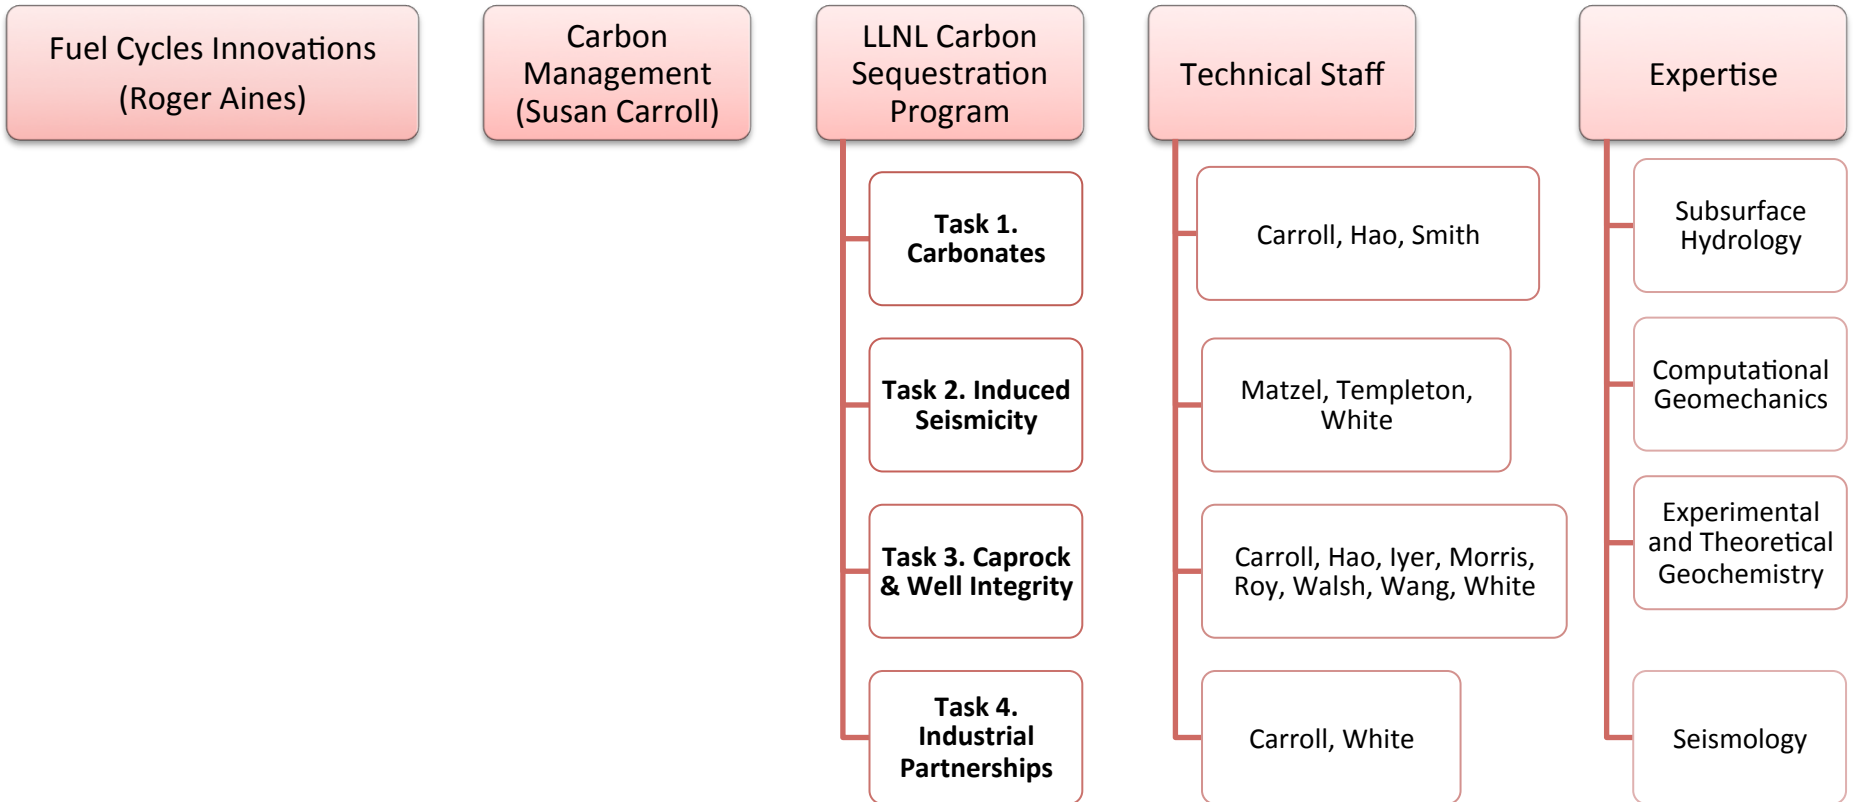 Fuel Cycles Innovations
(Roger Aines)
Carbon
Management
(Susan Carroll)
LLNL Carbon
Sequestration
Program
Technical Staff
Expertise
Task 1.
Carbonates
Carroll, Hao, Smith
Subsurface
Hydrology
Task 2. Induced
Seismicity
Matzel, Templeton,
White
Computational
Geomechanics
Task 3. Caprock
& Well Integrity
Carroll, Hao, Iyer, Morris,
Roy, Walsh, Wang, White
Experimental
and Theoretical
Geochemistry
Task 4.
Industrial
Partnerships
Carroll, White
Seismology